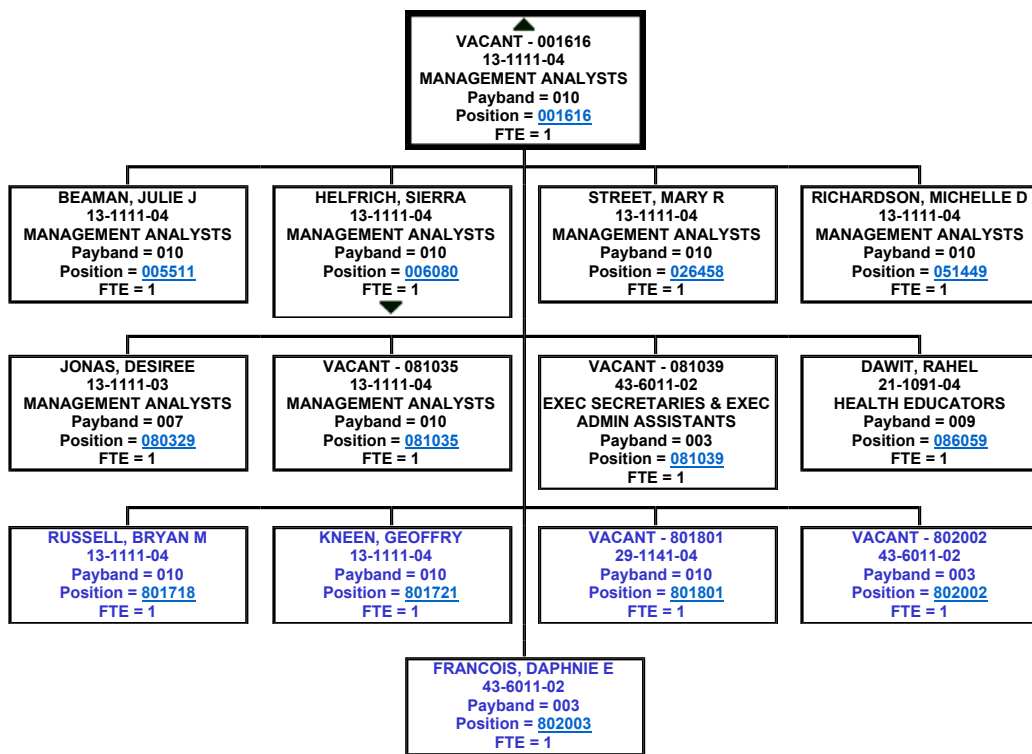 VACANT - 001616
13-1111-04
MANAGEMENT ANALYSTS
Payband = 010
Position = 001616
FTE = 1
BEAMAN, JULIE J
13-1111-04
MANAGEMENT ANALYSTS
Payband = 010
Position = 005511
FTE = 1
HELFRICH, SIERRA
13-1111-04
MANAGEMENT ANALYSTS
Payband = 010
Position = 006080
FTE = 1
STREET, MARY R
13-1111-04
MANAGEMENT ANALYSTS
Payband = 010
Position = 026458
FTE = 1
RICHARDSON, MICHELLE D
13-1111-04
MANAGEMENT ANALYSTS
Payband = 010
Position = 051449
FTE = 1
JONAS, DESIREE
13-1111-03
MANAGEMENT ANALYSTS
Payband = 007
Position = 080329
FTE = 1
VACANT - 081035
13-1111-04
MANAGEMENT ANALYSTS
Payband = 010
Position = 081035
FTE = 1
VACANT - 081039
43-6011-02
EXEC SECRETARIES & EXEC
ADMIN ASSISTANTS
Payband = 003
Position = 081039
FTE = 1
DAWIT, RAHEL
21-1091-04
HEALTH EDUCATORS
Payband = 009
Position = 086059
FTE = 1
RUSSELL, BRYAN M
13-1111-04
Payband = 010
Position = 801718
FTE = 1
KNEEN, GEOFFRY
13-1111-04
Payband = 010
Position = 801721
FTE = 1
VACANT - 801801
29-1141-04
Payband = 010
Position = 801801
FTE = 1
VACANT - 802002
43-6011-02
Payband = 003
Position = 802002
FTE = 1
FRANCOIS, DAPHNIE E
43-6011-02
Payband = 003
Position = 802003
FTE = 1